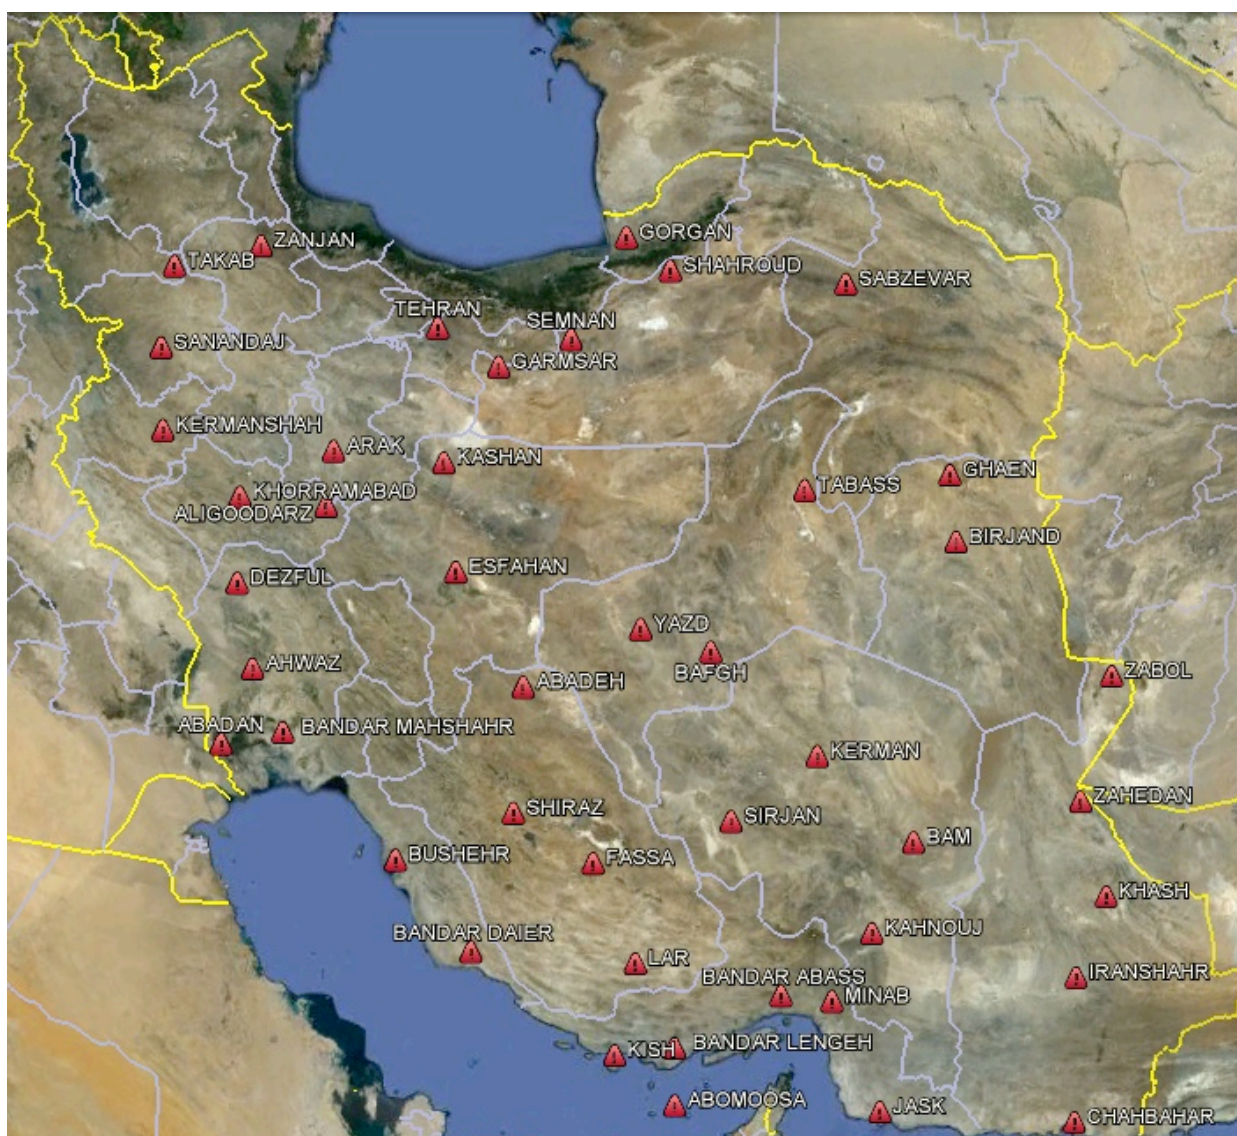 GORGAN
ZANJAN
TAKAB
SHAHROUD
SABZEVAR
TEHRAN
SEMNAN
SANANDAJ
GARMSAR
KERMANSHAH
ARAK
KASHAN
GHAEN
TABASS
KHORRAMABAD
ALIGOODARZ
BIRJAND
ESFAHAN
DEZFUL
YAZD
AHWAZ
BAFGH
ZABOL
ABADEH
ABADAN
BANDAR MAHSHAHR
KERMAN
ZAHEDAN
SHIRAZ
SIRJAN
BAM
BUSHEHR
FASSA
KHASH
BANDAR DAIER
KAHNOUJ
LAR
BANDAR ABASS
IRANSHAHR
MINAB
KISH
BANDAR LENGEH
ABOMOOSA
JASK
CHAHBAHAR